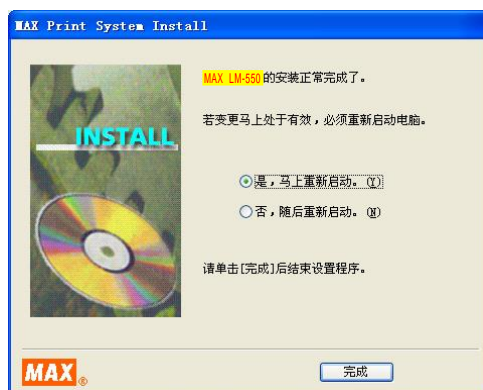 MAX Print System Install
INSTALL
MAX LM-550 的安装正常完成了。
若变更马上处于有效，必须重新启动电脑。
是，马上重新启动。(Y)
否，随后重新启动。(N)
请单击[完成]后结束设置程序。
MAX®
完成